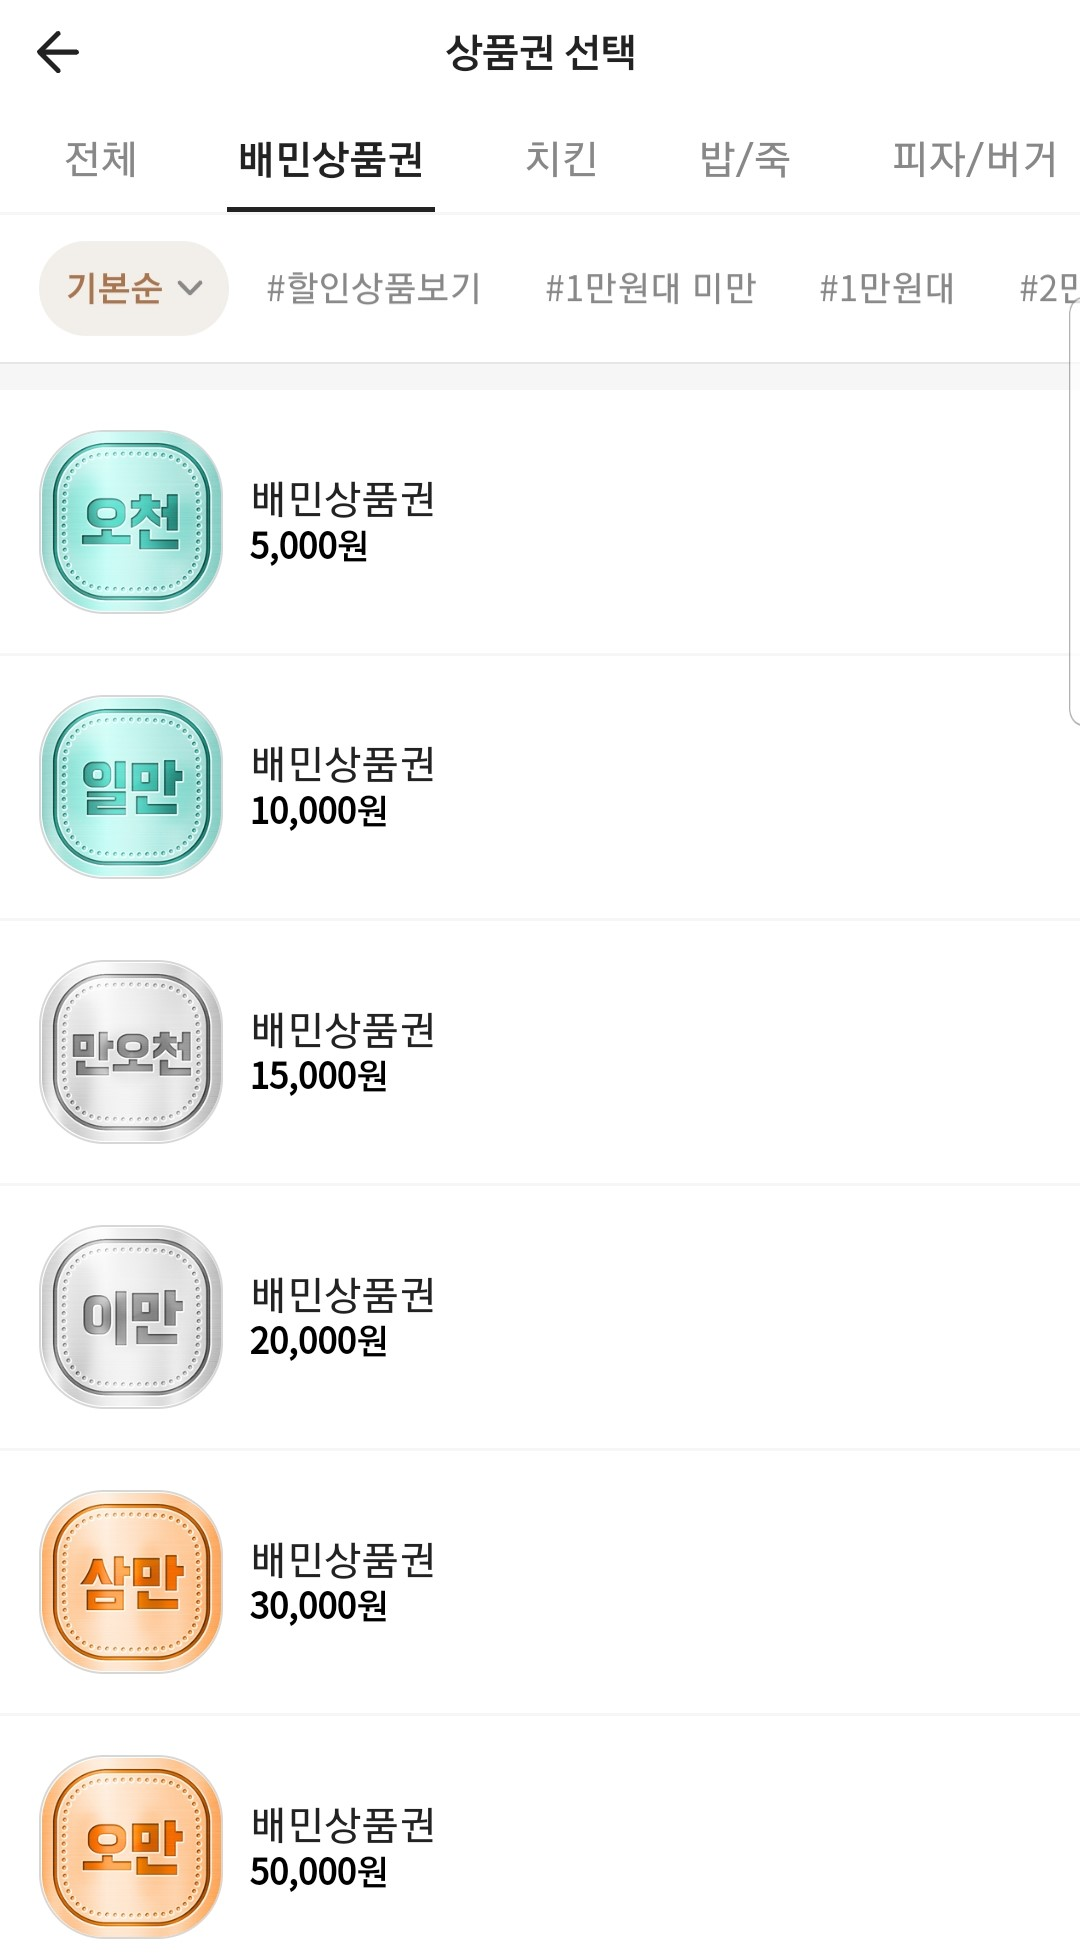 상품권 선택
전체 배민상품권 치킨 밥/죽 피자/버거
기본순 #할인상품보기 #1만원대 미만 #1만원대 #2만
오천
배민상품권
5,000원
일만
배민상품권
10,000원
만오천
배민상품권
15,000원
이만
배민상품권
20,000원
삼만
배민상품권
30,000원
오만
배민상품권
50,000원